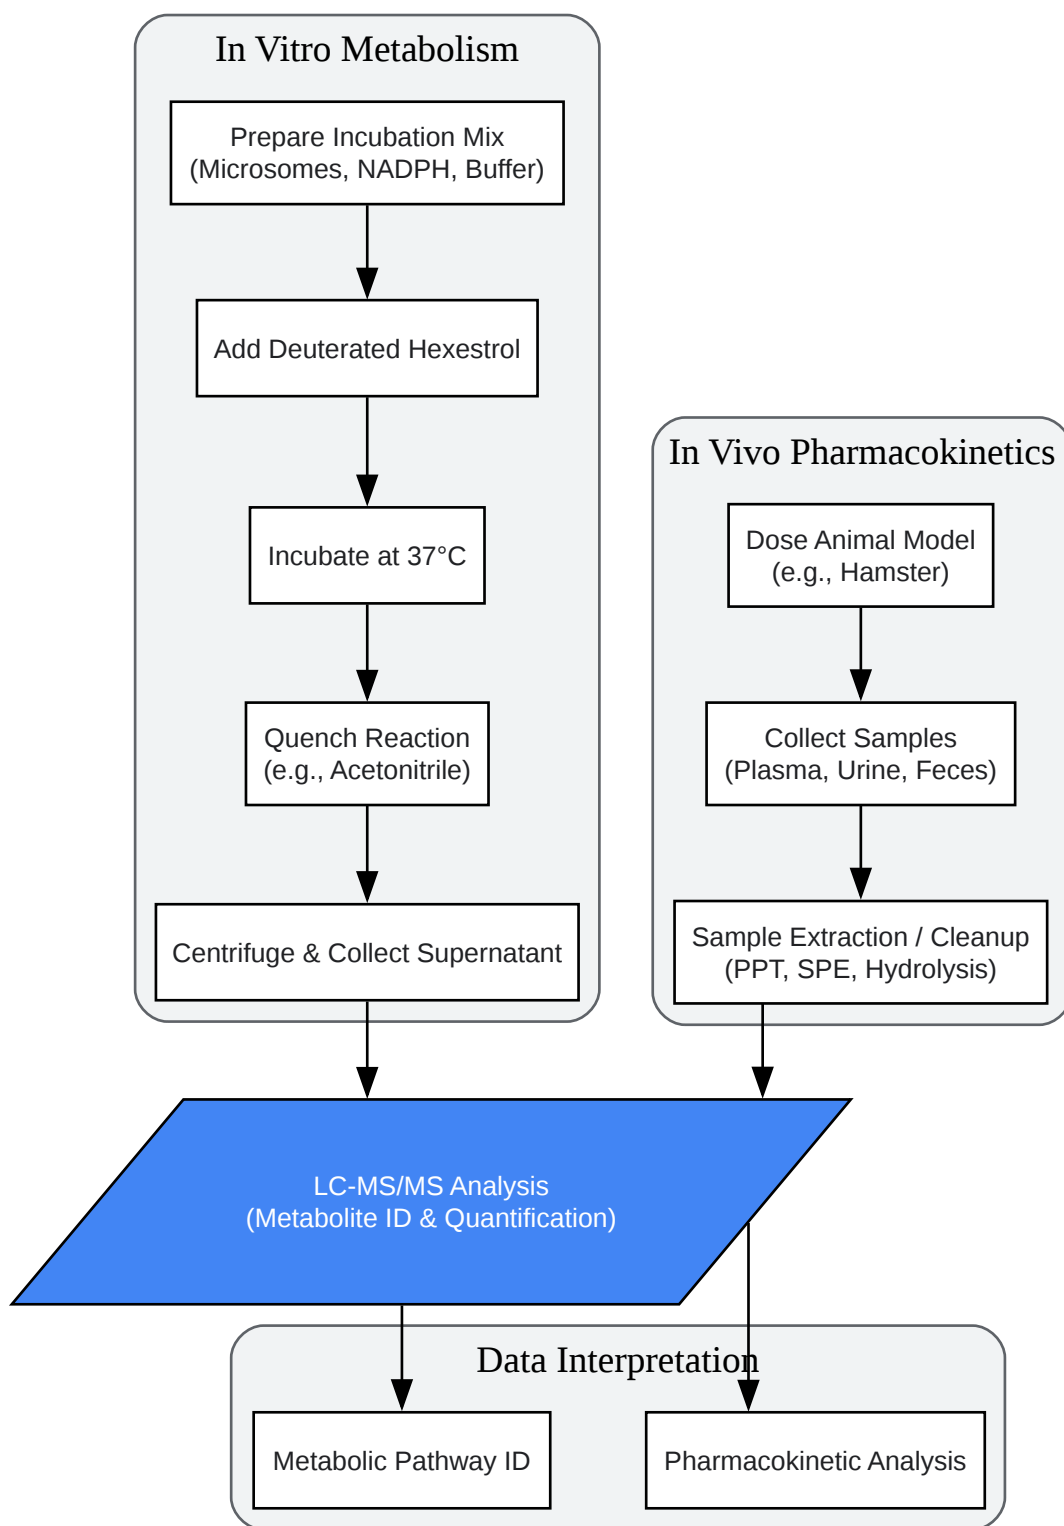 In Vitro Metabolism
Prepare Incubation Mix
(Microsomes, NADPH, Buffer)
Add Deuterated Hexestrol
Incubate at 37°C
Quench Reaction
(e.g., Acetonitrile)
Centrifuge & Collect Supernatant
In Vivo Pharmacokinetics
Dose Animal Model
(e.g., Hamster)
Collect Samples
(Plasma, Urine, Feces)
Sample Extraction / Cleanup
(PPT, SPE, Hydrolysis)
LC-MS/MS Analysis
(Metabolite ID & Quantification)
Data Interpretation
Metabolic Pathway ID
Pharmacokinetic Analysis